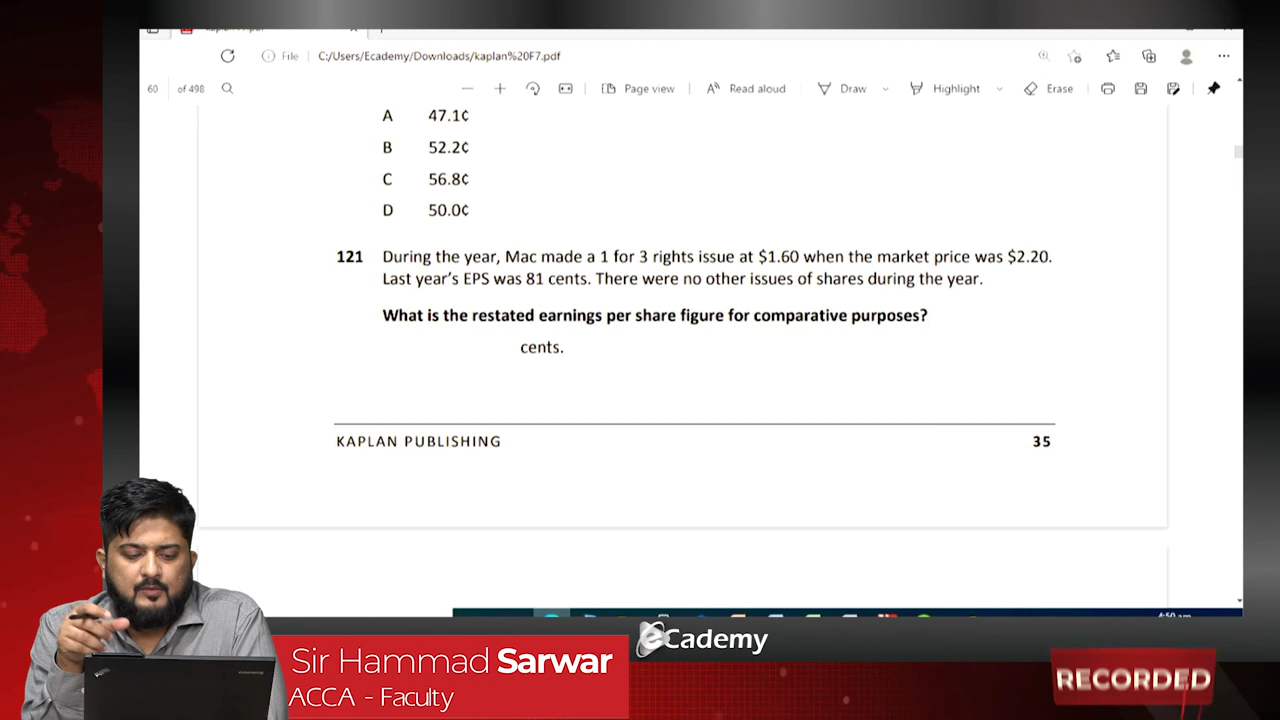 File C:/Users/Ecademy/Downloads/kaplan%20F7.pdf
60 of 498 Page view Read aloud Draw Highlight Erase
A 47.1¢
B 52.2¢
C 56.8¢
D 50.0¢
121 During the year, Mac made a 1 for 3 rights issue at $1.60 when the market price was $2.20.
Last year's EPS was 81 cents. There were no other issues of shares during the year.
What is the restated earnings per share figure for comparative purposes?
cents.
KAPLAN PUBLISHING 35
eCademy
Sir Hammad Sarwar
ACCA - Faculty
RECORDED